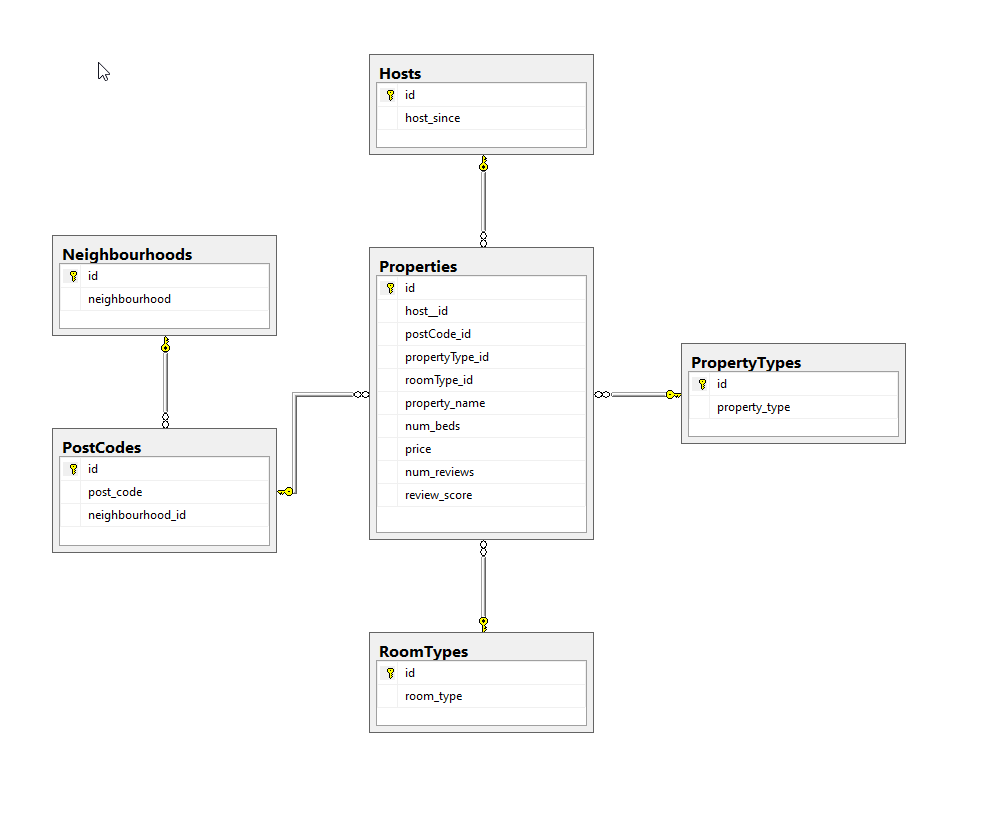 Hosts
id
host_since
Neighbourhoods
id
neighbourhood
Properties
id
host__id
postCode_id
propertyType_id
roomType_id
property_name
num_beds
price
num_reviews
review_score
PropertyTypes
id
property_type
PostCodes
id
post_code
neighbourhood_id
RoomTypes
id
room_type